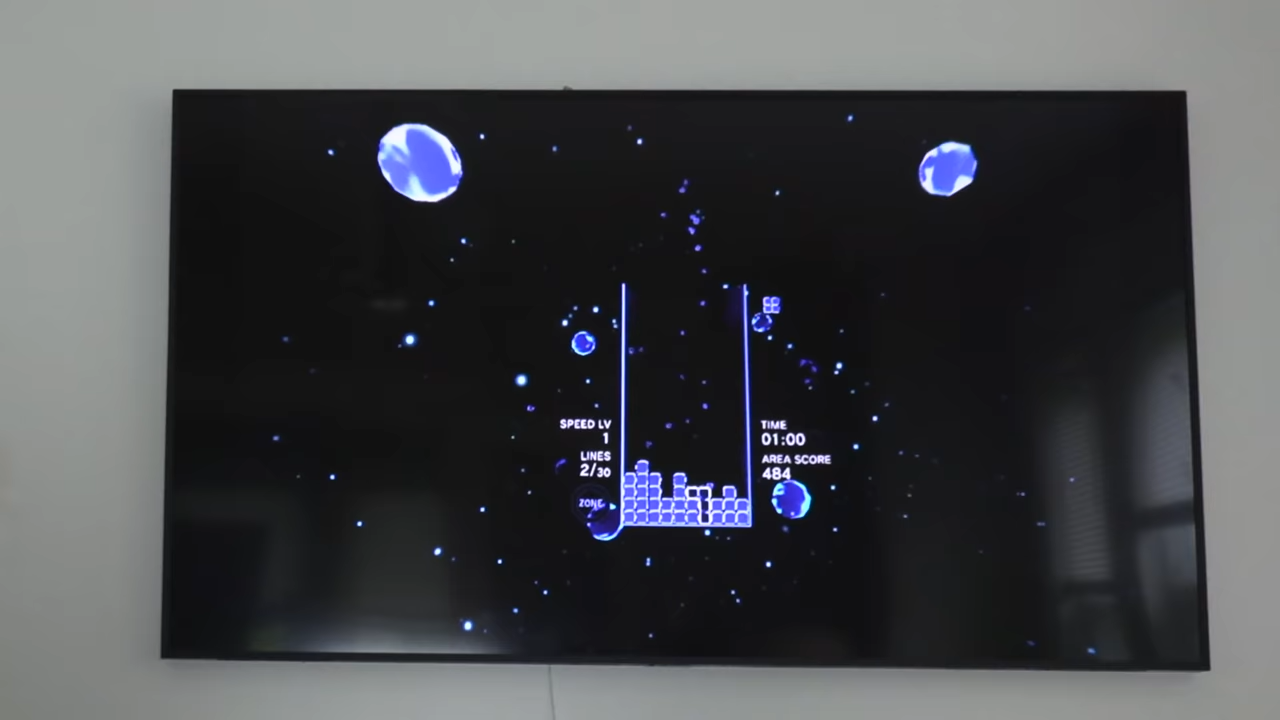 SPEED LV
1
LINES
2/30
ZONE
TIME
01:00
AREA SCORE
484